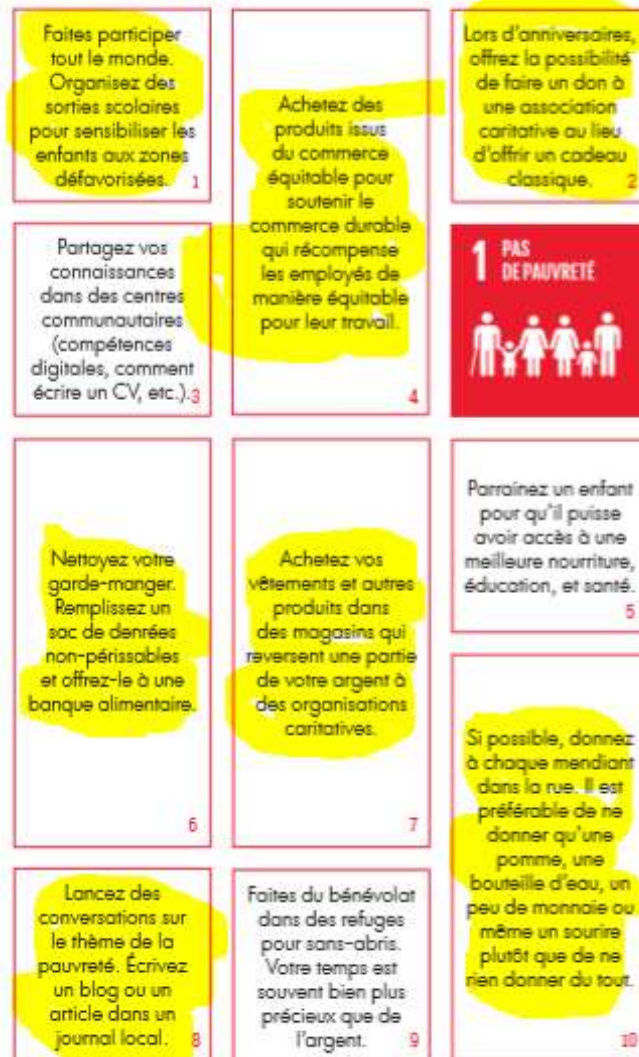 Faites participer
tout le monde.
Organisez des
sorties scolaires
pour sensibiliser les
enfants aux zones
défavorisées.
1
Achetez des
produits issus
du commerce
équitable pour
soutenir le
commerce durable
qui récompense
les employés de
manière équitable
pour leur travail.
4
Lors d'anniversaires,
offrez la possibilité
de faire un don à
une association
caritative au lieu
d'offrir un cadeau
classique.
2
Partagez vos
connaissances
dans des centres
communautaires
(compétences
digitales, comment
écrire un CV, etc.).
3
1 PAS
DE PAUVRETÉ
Nettoyez votre
garde-manger.
Remplissez un
sac de denrées
non-périssables
et offrez-le à une
banque alimentaire.
6
Achetez vos
vêtements et autres
produits dans
des magasins qui
reversent une partie
de votre argent à
des organisations
caritatives.
7
Parrainez un enfant
pour qu'il puisse
avoir accès à une
meilleure nourriture,
éducation, et santé.
5
Si possible, donnez
à chaque mendiant
dans la rue. Il est
préférable de ne
donner qu'une
pomme, une
bouteille d'eau, un
peu de monnaie ou
même un sourire
plutôt que de ne
rien donner du tout.
10
Lancez des
conversations sur
le thème de la
pauvreté. Écrivez
un blog ou un
article dans un
journal local.
8
Faites du bénévolat
dans des refuges
pour sans-abris.
Votre temps est
souvent bien plus
précieux que de
l'argent.
9